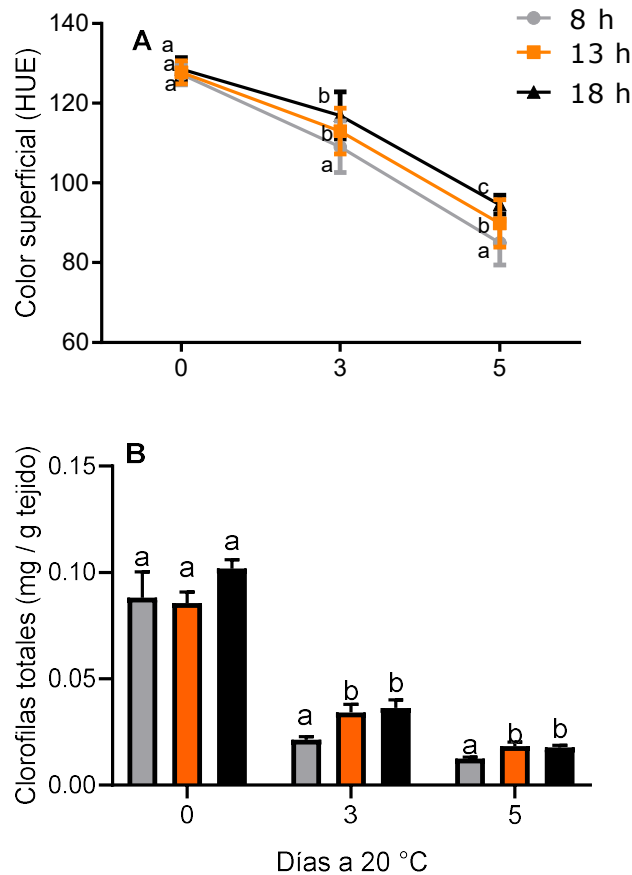 8 h
13 h
18 h
A
Color superficial (HUE)
140
120
100
80
60
a
a
a
b
b
a
c
b
a
0
3
5
B
Clorofilas totales (mg / g tejido)
0.15
0.10
0.05
0.00
a
a
a
a
b
b
a
b
b
0
3
5
Días a 20 °C